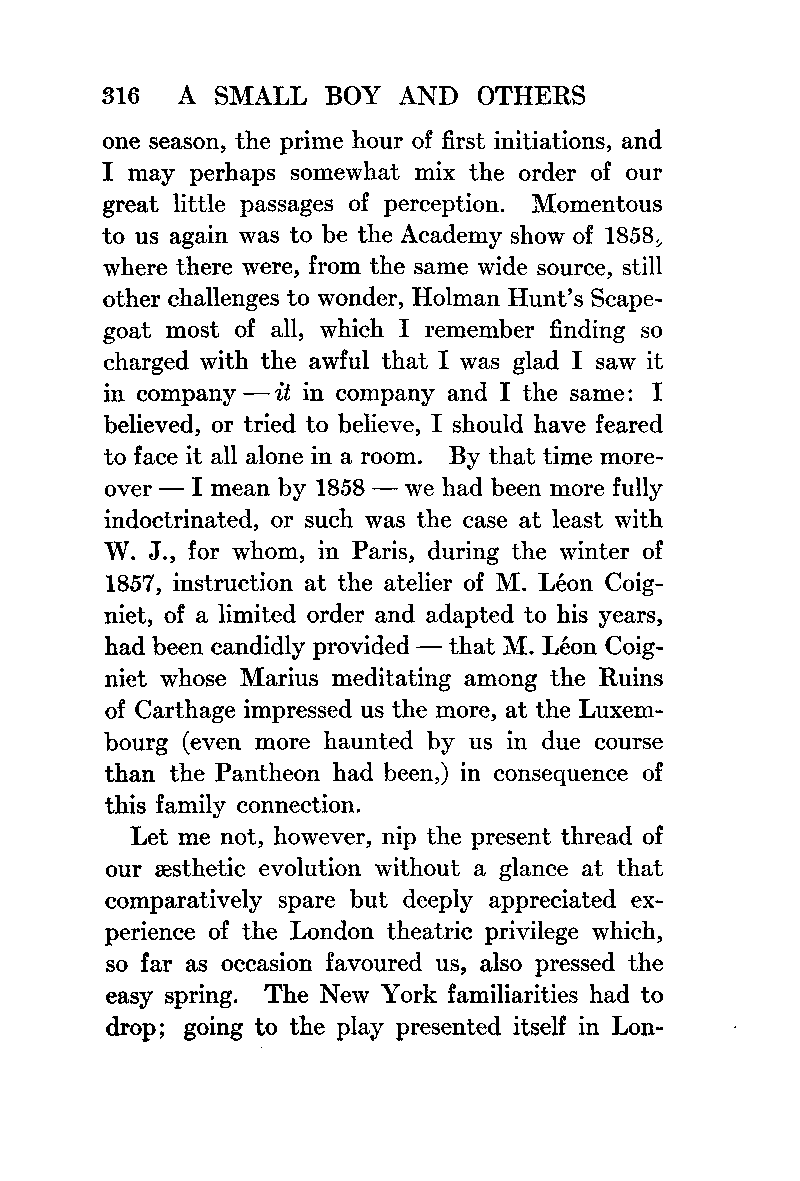 316 A SMALL BOY AND OTHERS
one season, the prime hour of first initiations, and
I may perhaps somewhat mix the order of our
great little passages of perception. Momentous
to us again was to be the Academy show of 1858,
where there were, from the same wide source, still
other challenges to wonder, Holman Hunt's Scape-
goat most of all, which I remember finding so
charged with the awful that I was glad I saw it
in company — it in company and I the same: I
believed, or tried to believe, I should have feared
to face it all alone in a room. By that time more-
over — I mean by 1858 — we had been more fully
indoctrinated, or such was the case at least with
W. J., for whom, in Paris, during the winter of
1857, instruction at the atelier of M. Léon Coig-
niet, of a limited order and adapted to his years,
had been candidly provided — that M. Léon Coig-
niet whose Marius meditating among the Ruins
of Carthage impressed us the more, at the Luxem-
bourg (even more haunted by us in due course
than the Pantheon had been,) in consequence of
this family connection.
Let me not, however, nip the present thread of
our æsthetic evolution without a glance at that
comparatively spare but deeply appreciated ex-
perience of the London theatric privilege which,
so far as occasion favoured us, also pressed the
easy spring. The New York familiarities had to
drop; going to the play presented itself in Lon-